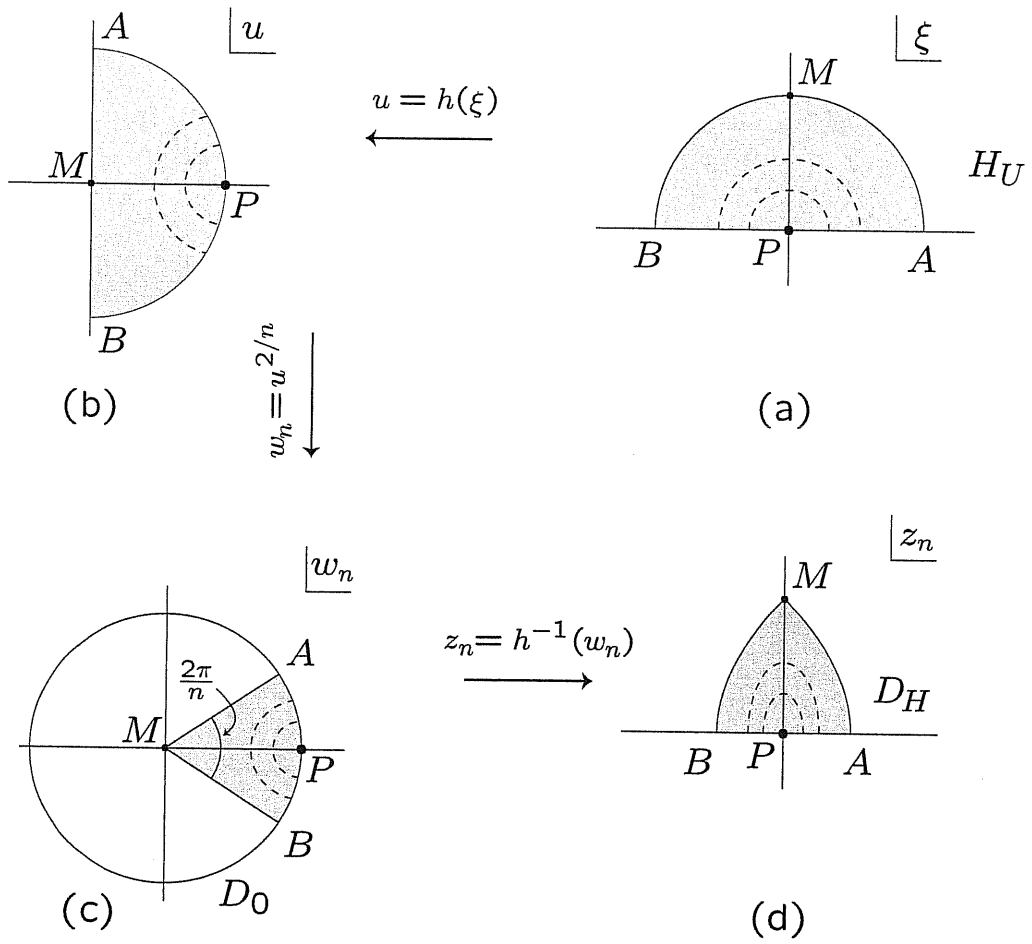 A
u
M
P
B
(b)
u = h(ξ)
ξ
M
H_U
B
P
A
(a)
w_n = u^{2/n}
w_n
A
2π/n
M
P
B
D_0
(c)
z_n = h^{-1}(w_n)
z_n
M
D_H
B
P
A
(d)